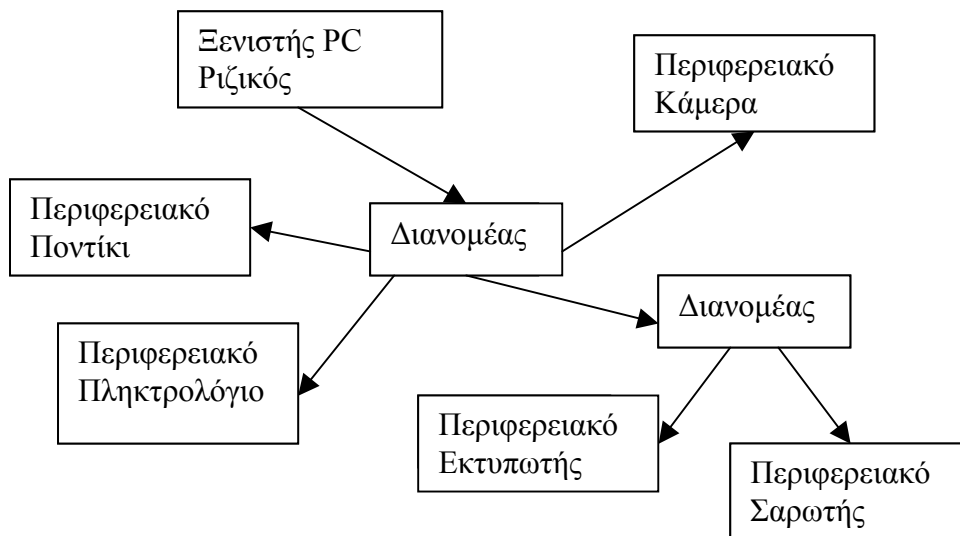 Ξενιστής PC
Ριζικός
Περιφερειακό
Κάμερα
Περιφερειακό
Ποντίκι
Διανομέας
Διανομέας
Περιφερειακό
Πληκτρολόγιο
Περιφερειακό
Εκτυπωτής
Περιφερειακό
Σαρωτής